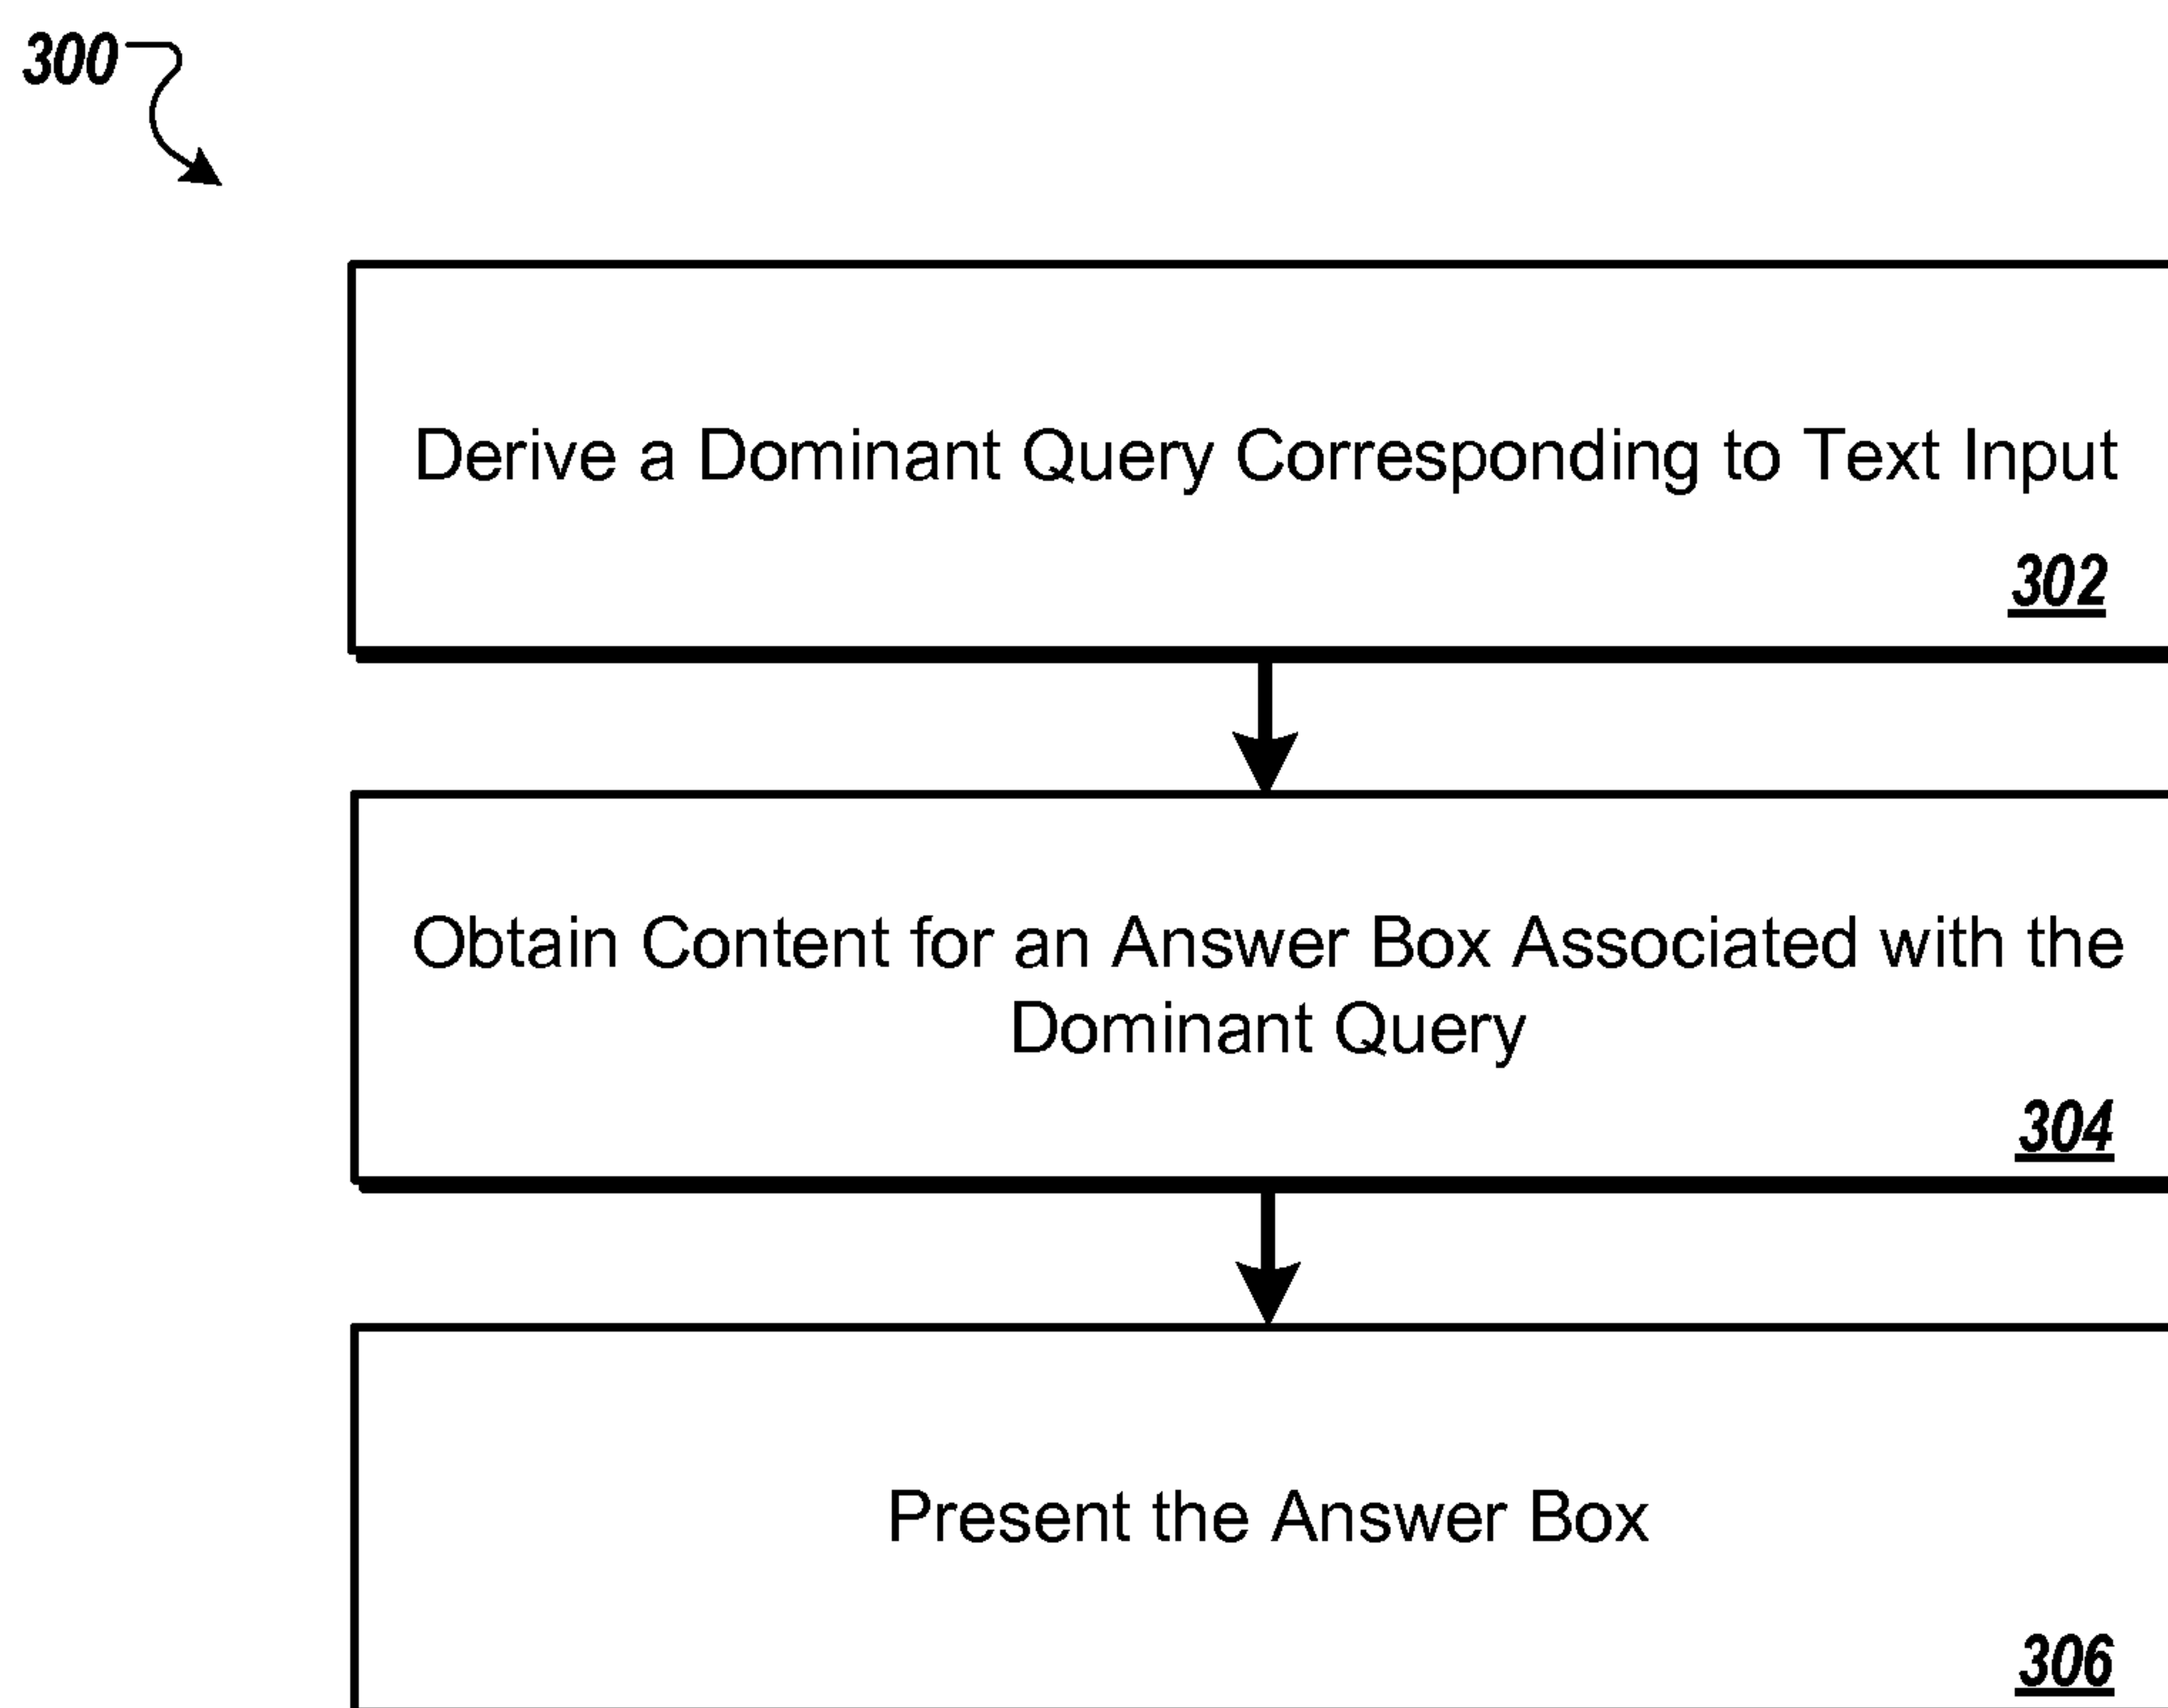 300
Derive a Dominant Query Corresponding to Text Input
302
Obtain Content for an Answer Box Associated with the
Dominant Query
304
Present the Answer Box
306